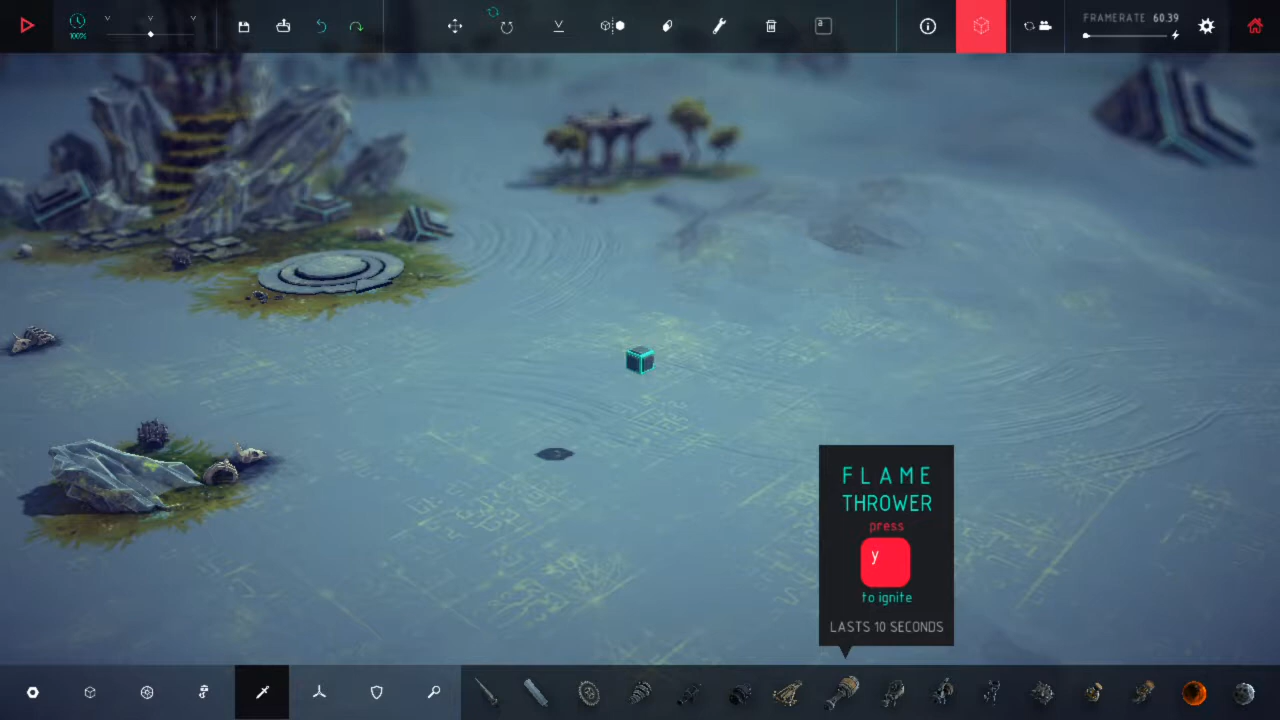 100%
FRAMERATE 60.39
FLAME
THROWER
press
y
to ignite
LASTS 10 SECONDS